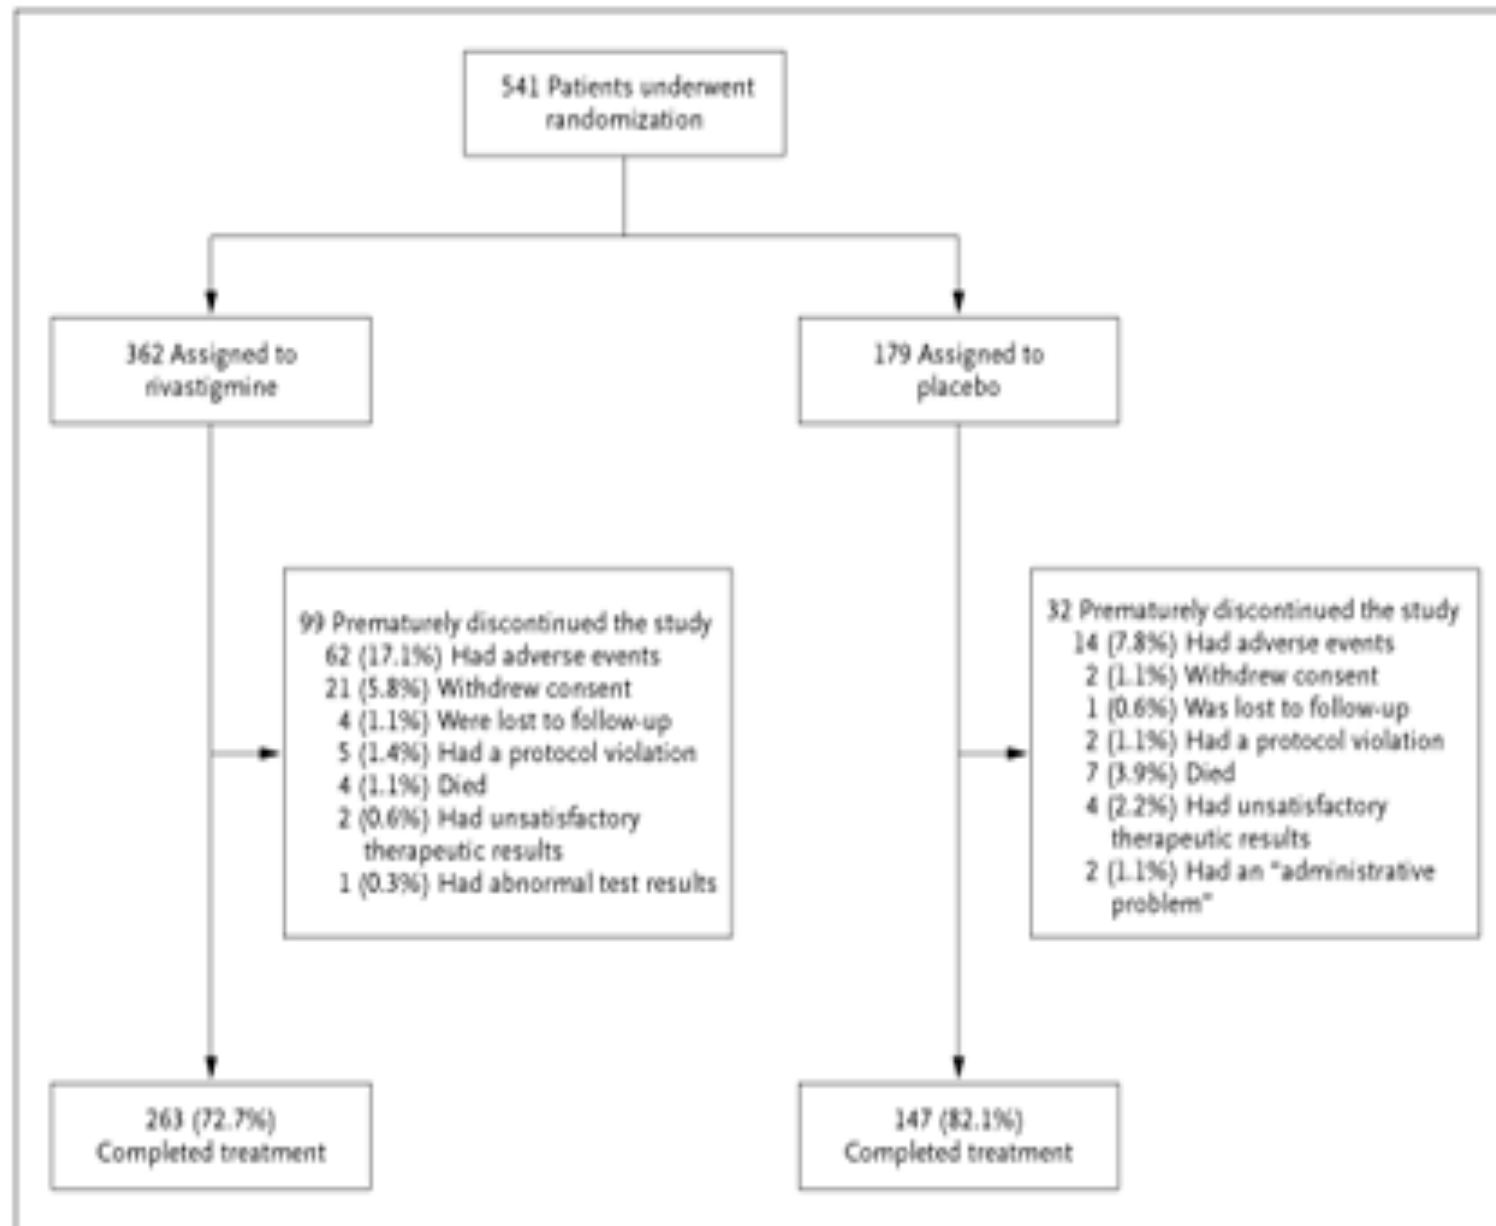 541 Patients underwent
randomization
362 Assigned to
rivastigmine
179 Assigned to
placebo
99 Prematurely discontinued the study
62 (17.1%) Had adverse events
21 (5.8%) Withdrew consent
4 (1.1%) Were lost to follow-up
5 (1.4%) Had a protocol violation
4 (1.1%) Died
2 (0.6%) Had unsatisfactory
therapeutic results
1 (0.3%) Had abnormal test results
32 Prematurely discontinued the study
14 (7.8%) Had adverse events
2 (1.1%) Withdrew consent
1 (0.6%) Was lost to follow-up
2 (1.1%) Had a protocol violation
7 (3.9%) Died
4 (2.2%) Had unsatisfactory
therapeutic results
2 (1.1%) Had an "administrative
problem"
263 (72.7%)
Completed treatment
147 (82.1%)
Completed treatment